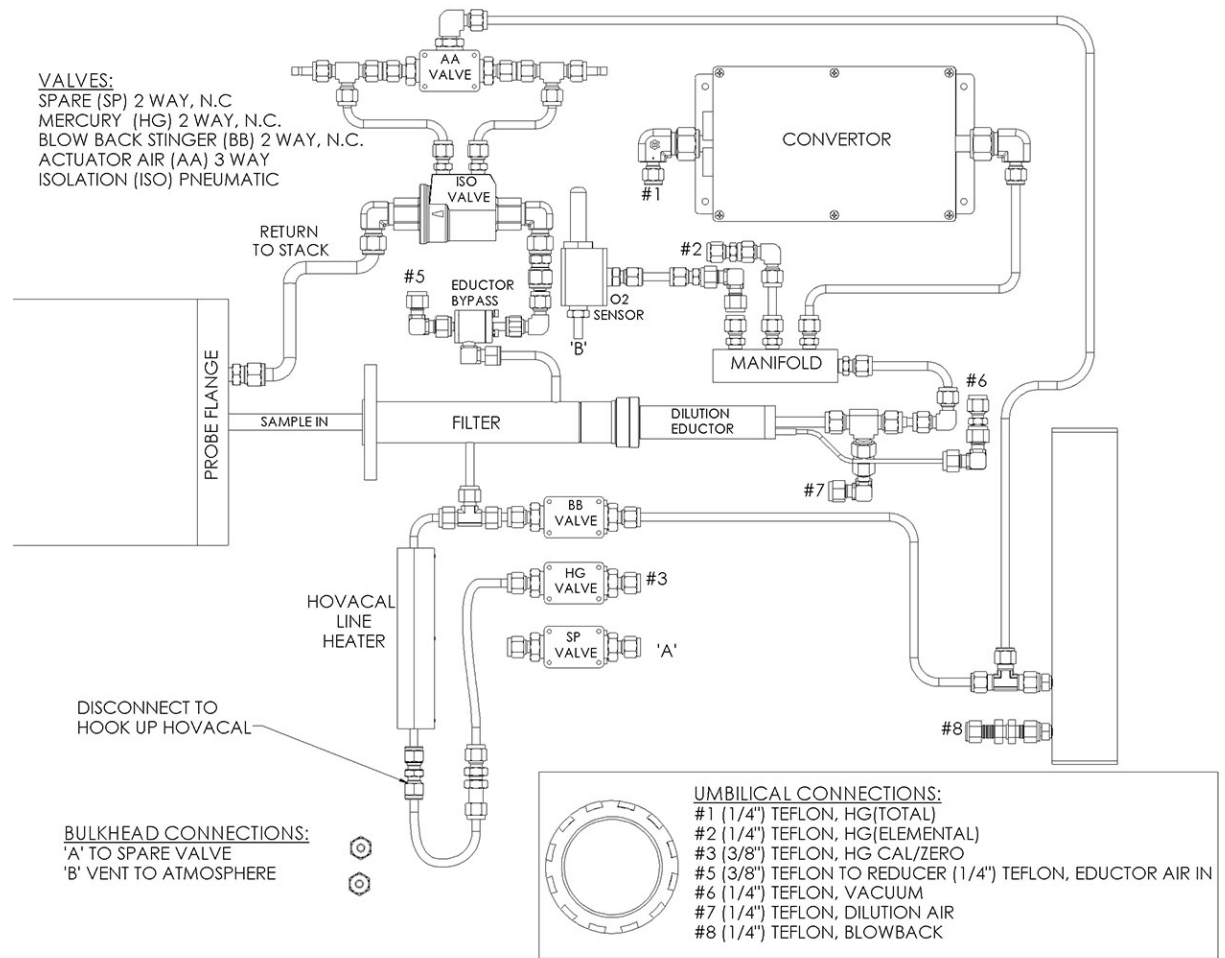 VALVES:
SPARE (SP) 2 WAY, N.C
MERCURY (HG) 2 WAY, N.C.
BLOW BACK STINGER (BB) 2 WAY, N.C.
ACTUATOR AIR (AA) 3 WAY
ISOLATION (ISO) PNEUMATIC
AA
VALVE
CONVERTOR
#1
ISO
VALVE
RETURN
TO STACK
#2
#5
EDUCTOR
BYPASS
O2
SENSOR
'B'
MANIFOLD
PROBE FLANGE
SAMPLE IN
FILTER
DILUTION
EDUCTOR
#6
#7
BB
VALVE
HG
VALVE
#3
HOVACAL
LINE
HEATER
SP
VALVE
'A'
DISCONNECT TO
HOOK UP HOVACAL
#8
BULKHEAD CONNECTIONS:
'A' TO SPARE VALVE
'B' VENT TO ATMOSPHERE
UMBILICAL CONNECTIONS:
#1 (1/4") TEFLON, HG(TOTAL)
#2 (1/4") TEFLON, HG(ELEMENTAL)
#3 (3/8") TEFLON, HG CAL/ZERO
#5 (3/8") TEFLON TO REDUCER (1/4") TEFLON, EDUCTOR AIR IN
#6 (1/4") TEFLON, VACUUM
#7 (1/4") TEFLON, DILUTION AIR
#8 (1/4") TEFLON, BLOWBACK